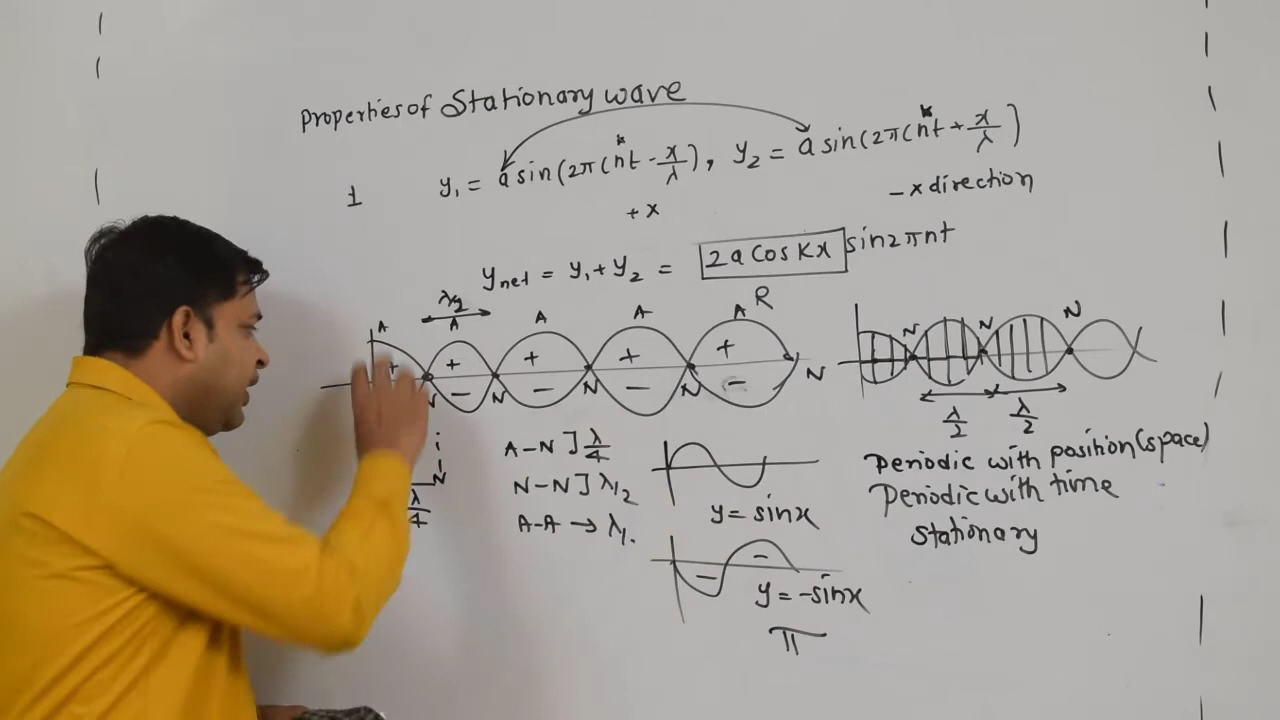 Properties of Stationary wave
1 y₁ = a sin(2π(nt - x/λ), y₂ = a sin(2π(nt + x/λ)
+x
-x direction
y net = y₁ + y₂ = 2a cos Kx sin2πnt
λ/2
A A A A A R
+ + + + +
N N N N N
- - - -
N N N
λ/2 λ/2
A-N ] λ/4
N-N ] λ/2
N
λ/4
y = sinx
-
-
y = -sinx
π
Periodic with position(space)
Periodic with time
stationary